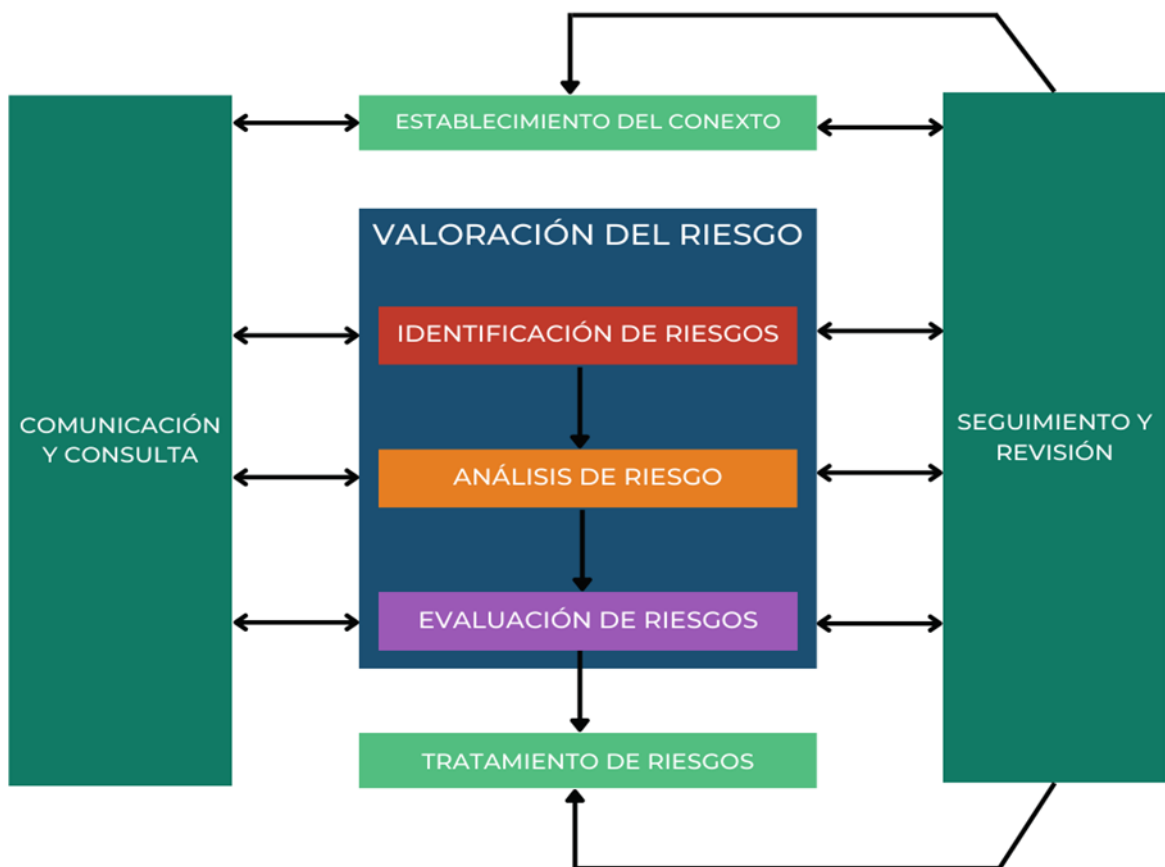 ESTABLECIMIENTO DEL CONEXTO
VALORACIÓN DEL RIESGO
IDENTIFICACIÓN DE RIESGOS
COMUNICACIÓN
Y CONSULTA
SEGUIMIENTO Y
REVISIÓN
ANÁLISIS DE RIESGO
EVALUACIÓN DE RIESGOS
TRATAMIENTO DE RIESGOS